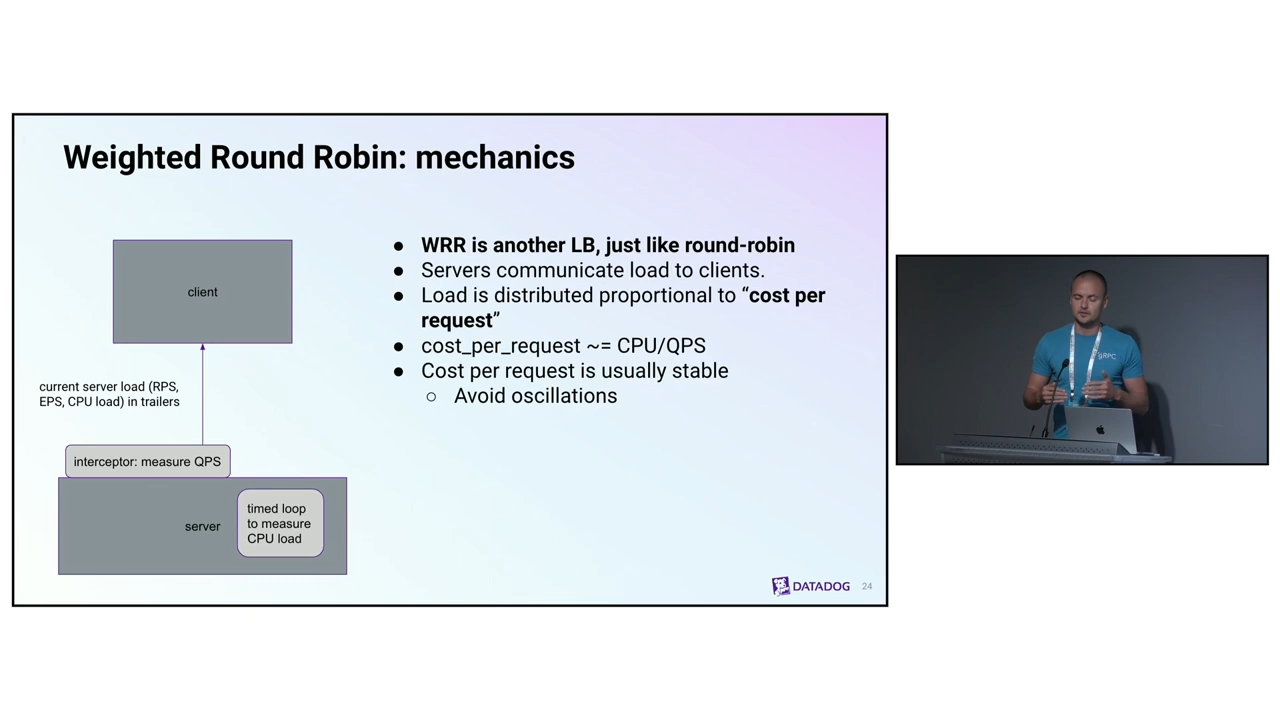 Weighted Round Robin: mechanics
client
current server load (RPS,
EPS, CPU load) in trailers
interceptor: measure QPS
server
timed loop
to measure
CPU load
● WRR is another LB, just like round-robin
● Servers communicate load to clients.
● Load is distributed proportional to “cost per
request”
● cost_per_request ~= CPU/QPS
● Cost per request is usually stable
○ Avoid oscillations
DATADOG 24
gRPC